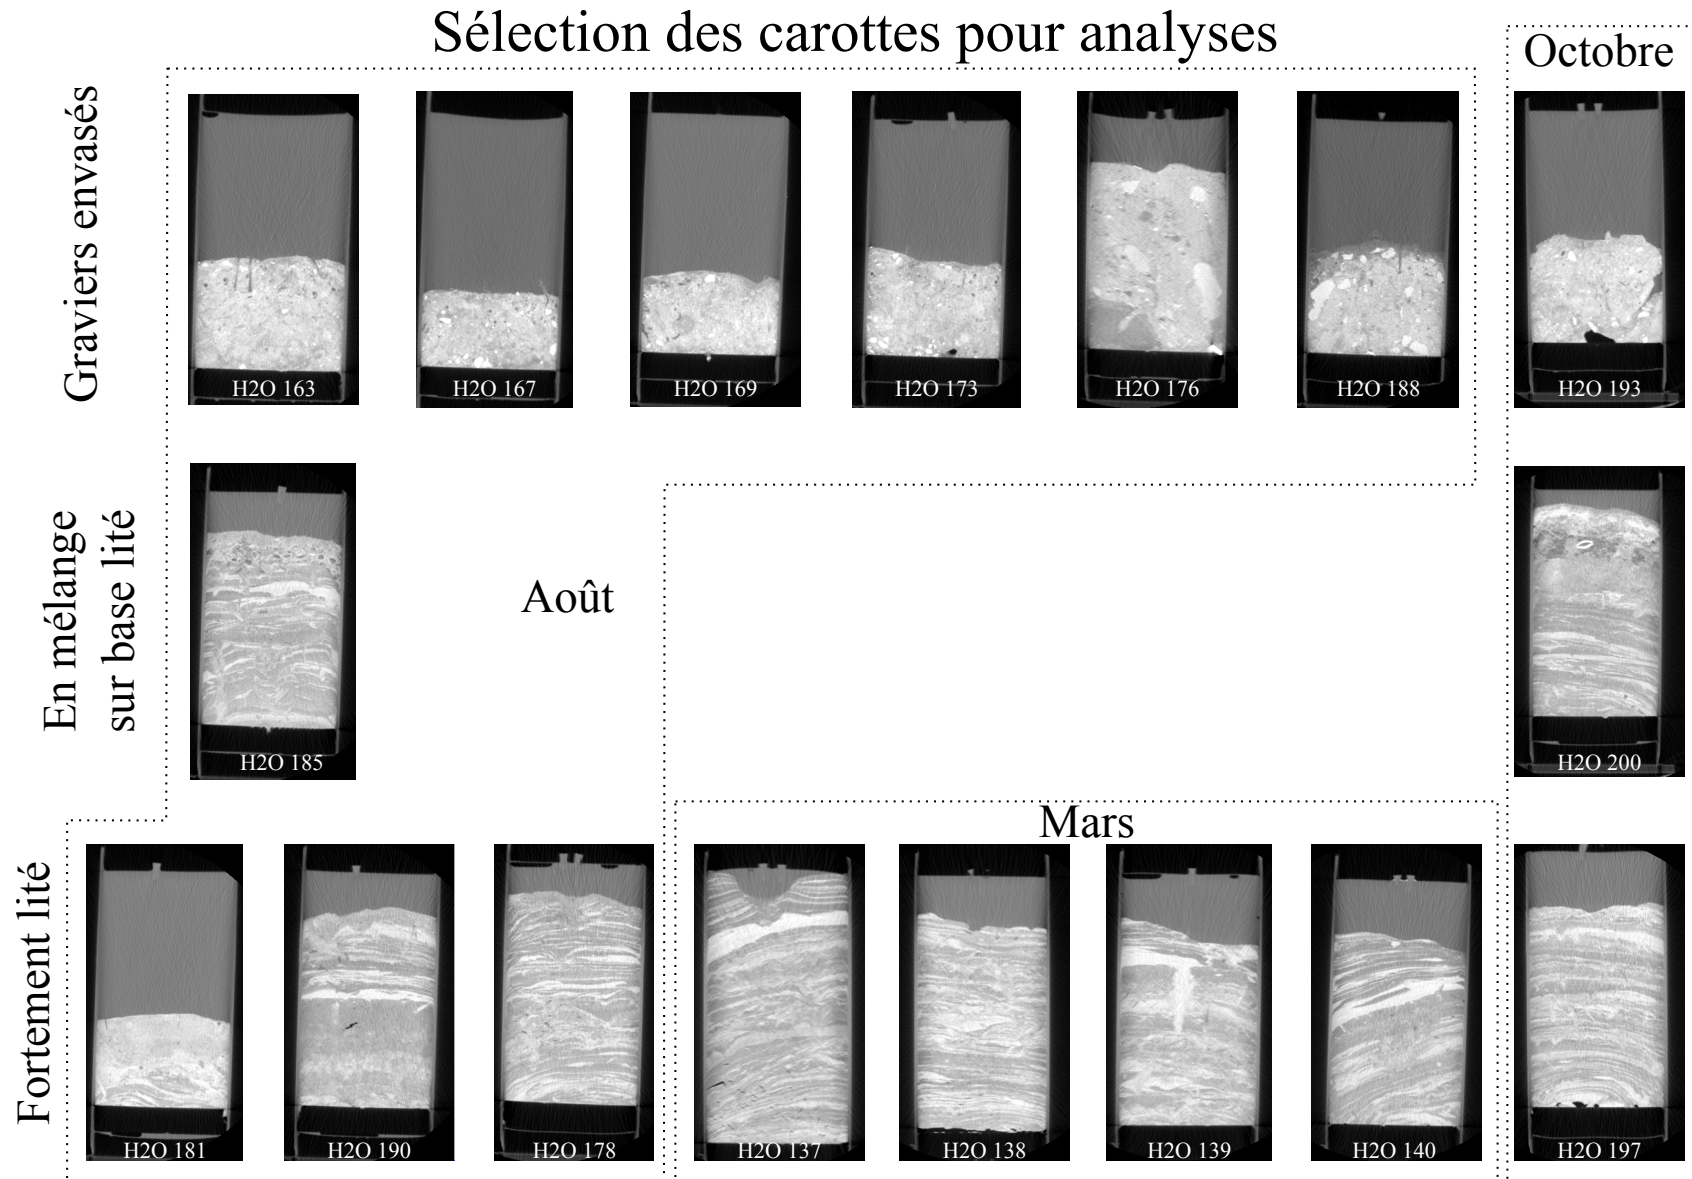 Sélection des carottes pour analyses
Octobre
Graviers envasés
H2O 163
H2O 167
H2O 169
H2O 173
H2O 176
H2O 188
H2O 193
En mélange
sur base lité
H2O 185
Août
H2O 200
Mars
Fortement lité
H2O 181
H2O 190
H2O 178
H2O 137
H2O 138
H2O 139
H2O 140
H2O 197